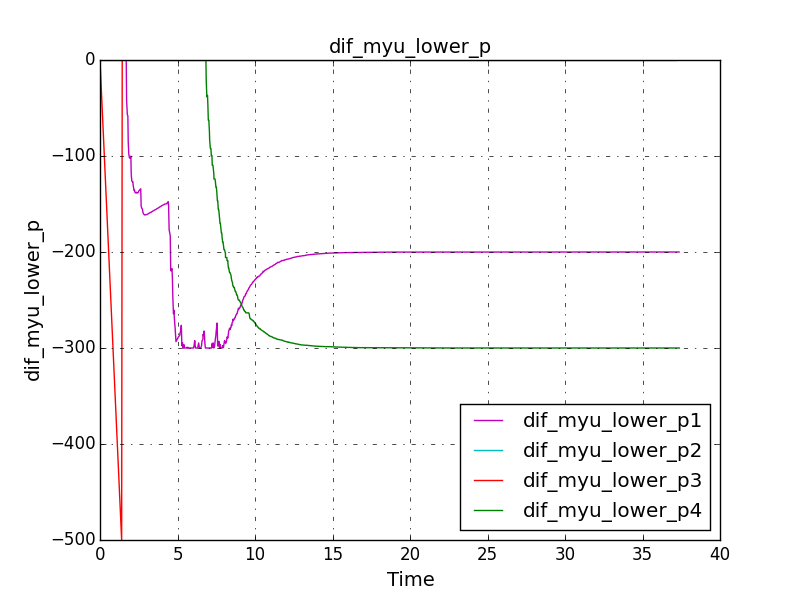 dif_myu_lower_p
dif_myu_lower_p
0
−100
−200
−300
−400
−500
0 5 10 15 20 25 30 35 40
Time
dif_myu_lower_p1
dif_myu_lower_p2
dif_myu_lower_p3
dif_myu_lower_p4